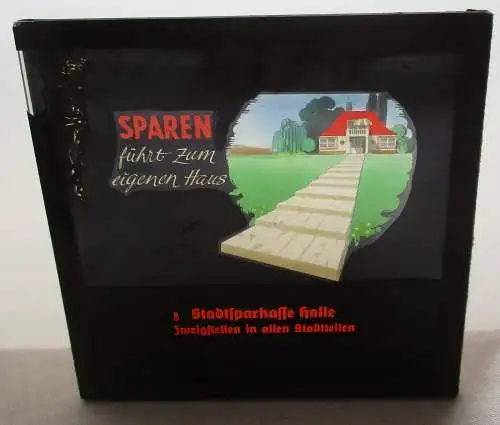 SPAREN
führt zum
eigenen Haus
Stadtsparkasse Halle
Zweigstellen in allen Stadtteilen